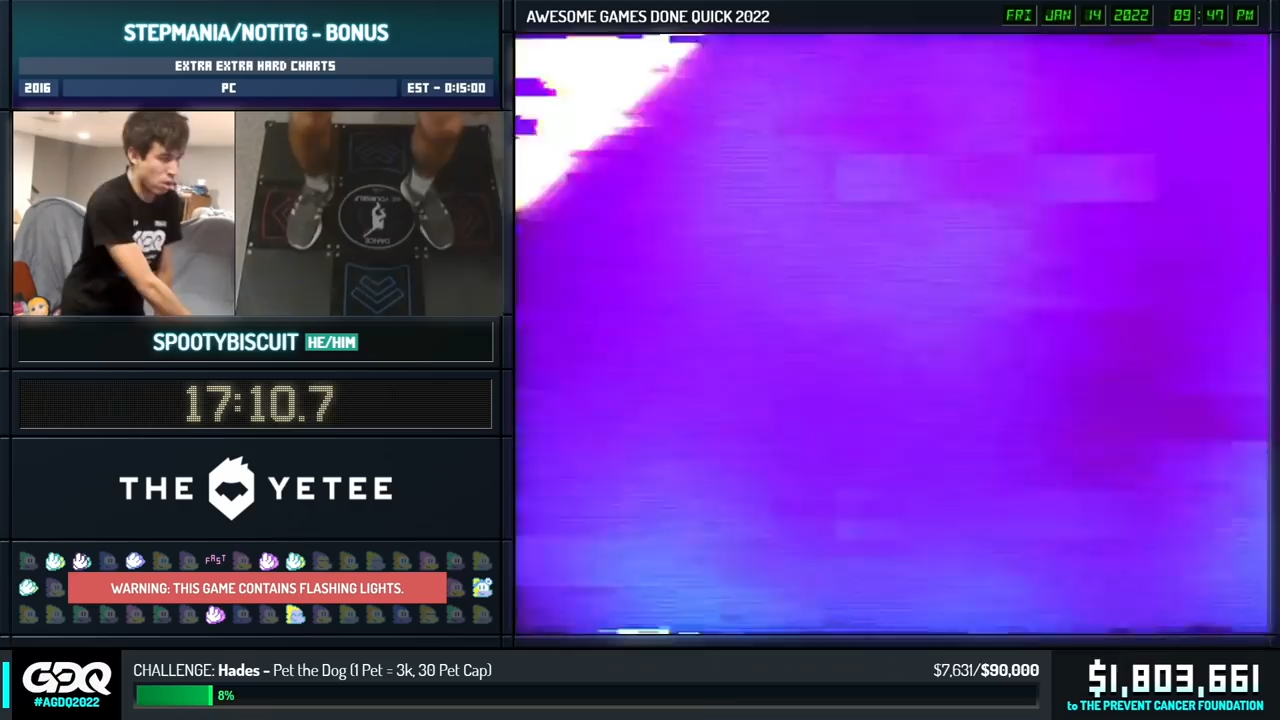 STEPMANIA/NOTITG - BONUS
EXTRA EXTRA HARD CHARTS
2016 PC EST - 0:15:00
AWESOME GAMES DONE QUICK 2022
FRI JAN 14 2022 09:47 PM
DANCE
SPOOTYBISCUIT HE/HIM
17:10.7
THE YETEE
FAST
WARNING: THIS GAME CONTAINS FLASHING LIGHTS.
GDQ
#AGDQ2022
CHALLENGE: Hades - Pet the Dog (1 Pet = 3k, 30 Pet Cap)
$7,631/$90,000
8%
$1,803,661
to THE PREVENT CANCER FOUNDATION